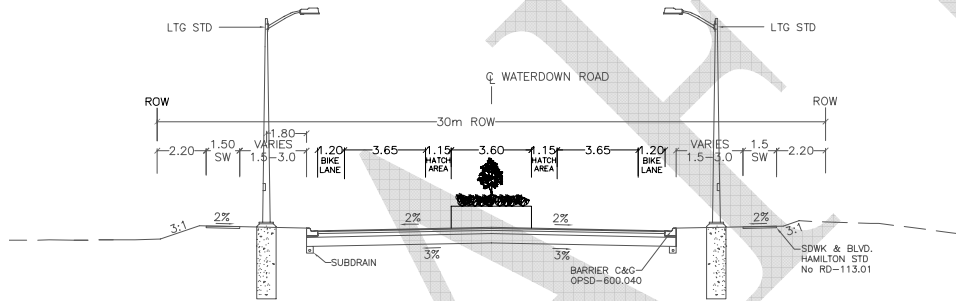 LTG STD
LTG STD
℄ WATERDOWN ROAD
ROW
ROW
30m ROW
1.80
2.20
1.50
SW
VARIES
1.5-3.0
1.20
BIKE
LANE
3.65
1.15
HATCH
AREA
3.60
1.15
HATCH
AREA
3.65
1.20
BIKE
LANE
VARIES
1.5-3.0
1.5
SW
2.20
3:1
2%
2%
2%
2%
3:1
3%
3%
SUBDRAIN
BARRIER C&G
OPSD-600.040
SDWK & BLVD.
HAMILTON STD
No RD-113.01